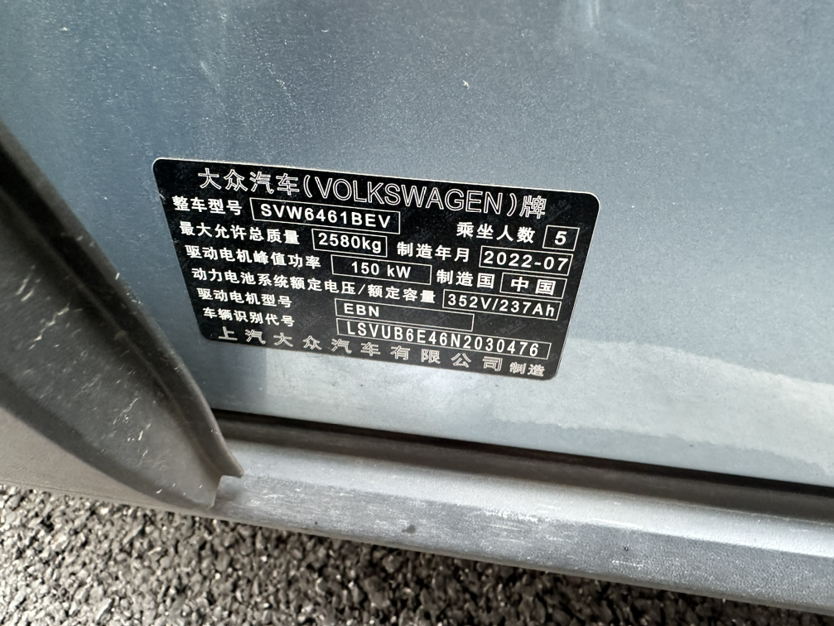 大众汽车(VOLKSWAGEN)牌
整车型号 SVW6461BEV 乘坐人数 5
最大允许总质量 2580kg 制造年月 2022-07
驱动电机峰值功率 150 kW 制造国 中国
动力电池系统额定电压/额定容量 352V/237Ah
驱动电机型号 EBN
车辆识别代号 LSVUB6E46N2030476
上汽大众汽车有限公司 制造